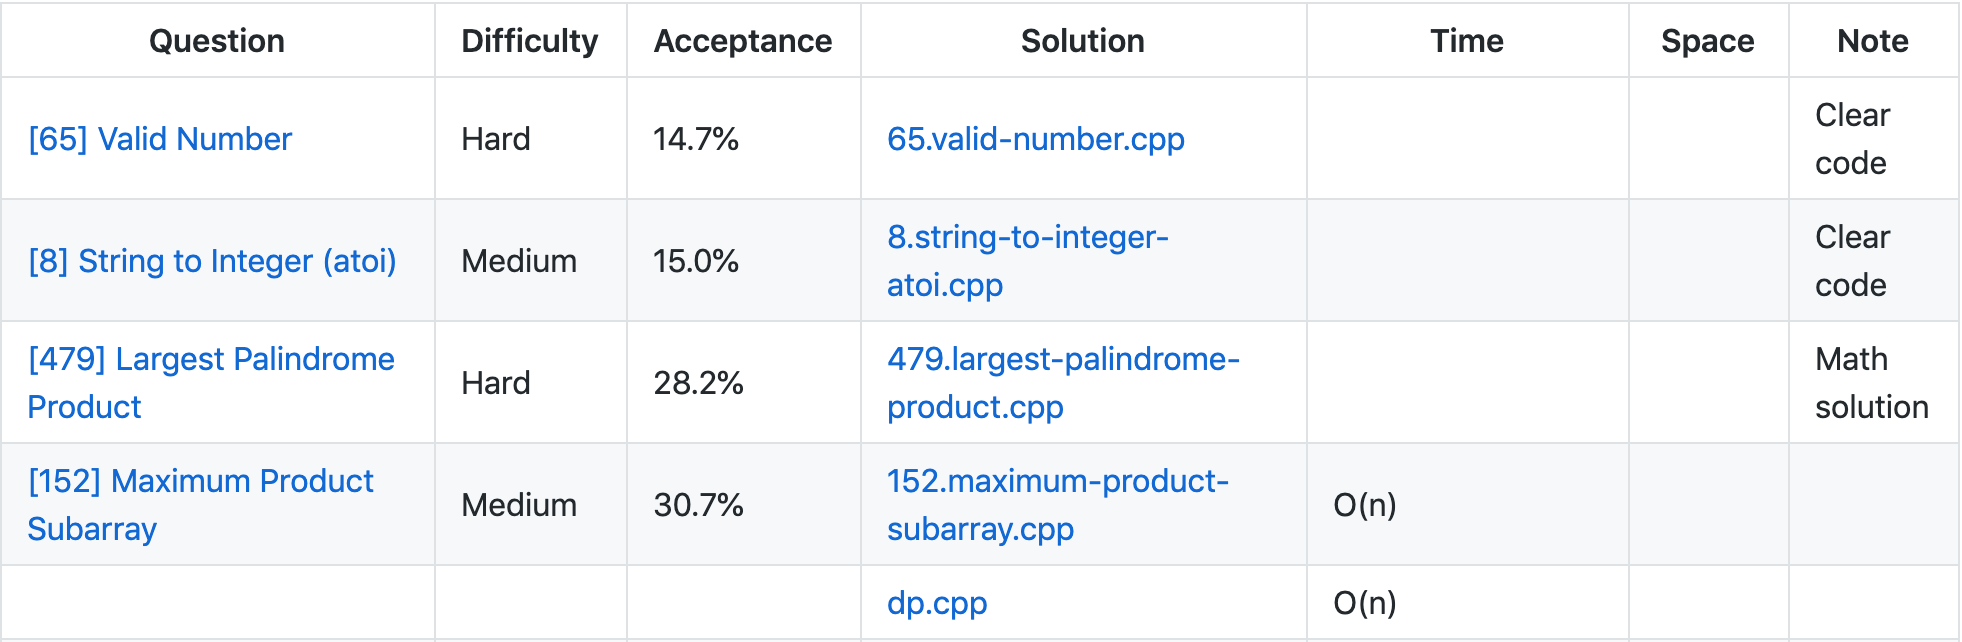 Question Difficulty Acceptance Solution Time Space Note
[65] Valid Number Hard 14.7% 65.valid-number.cpp Clear
code
[8] String to Integer (atoi) Medium 15.0% 8.string-to-integer-
atoi.cpp Clear
code
[479] Largest Palindrome
Product Hard 28.2% 479.largest-palindrome-
product.cpp Math
solution
[152] Maximum Product
Subarray Medium 30.7% 152.maximum-product-
subarray.cpp O(n)
dp.cpp O(n)